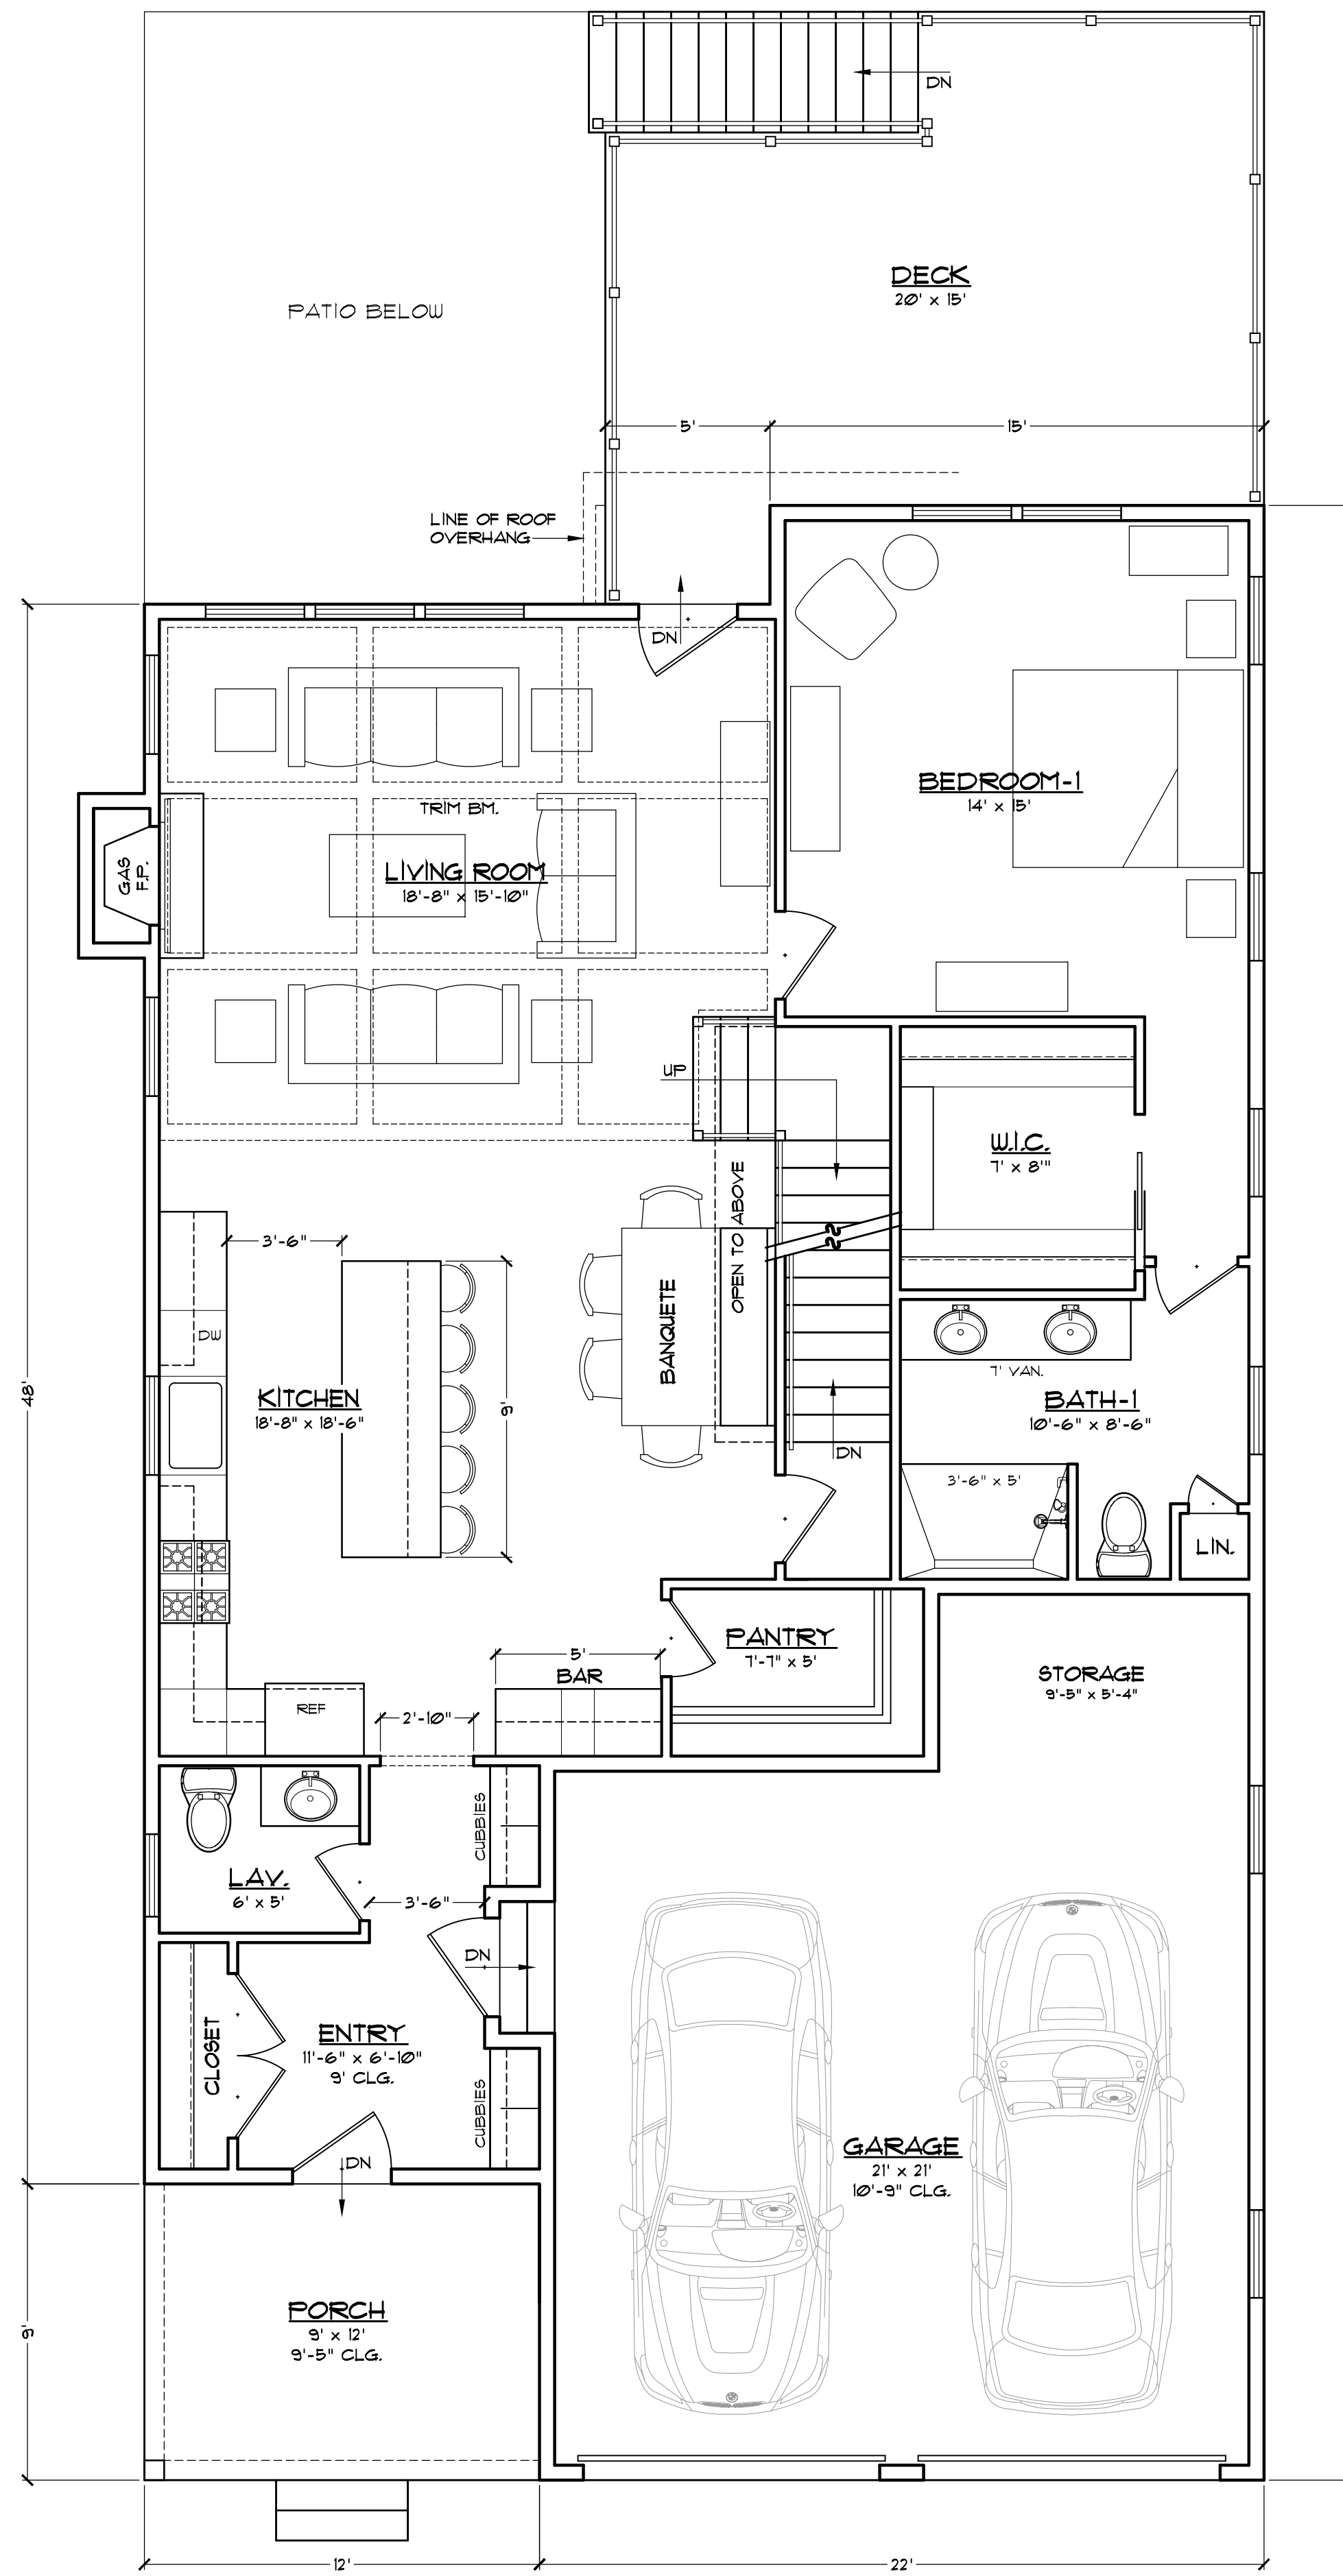 DN
DECK
20' x 15'
PATIO BELOW
5'
15'
LINE OF ROOF
OVERHANG
DN
BEDROOM-1
14' x 15'
TRIM BM.
GAS
F.P.
LIVING ROOM
18'-8" x 15'-10"
UP
W.I.C.
7' x 8'"
OPEN TO ABOVE
3'-6"
BANQUETE
DW
7' VAN.
48'
KITCHEN
18'-8" x 18'-6"
9'
BATH-1
10'-6" x 8'-6"
DN
3'-6" x 5'
LIN.
PANTRY
7'-7" x 5'
5'
BAR
STORAGE
9'-5" x 5'-4"
REF
2'-10"
CUBBIES
LAV.
6' x 5'
3'-6"
DN
CLOSET
ENTRY
11'-6" x 6'-10"
9' CLG.
CUBBIES
DN
GARAGE
21' x 21'
10'-9" CLG.
9'
PORCH
9' x 12'
9'-5" CLG.
12'
22'